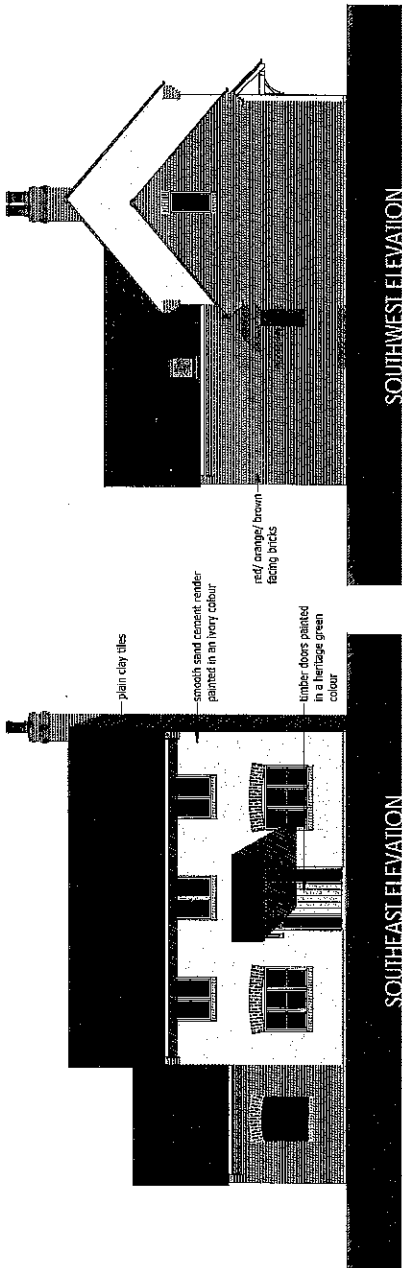 plain clay tiles
smooth sand cement render
painted in an ivory colour
timber doors painted
in a heritage green
colour
SOUTHEAST ELEVATION
red/ orange/ brown
facing bricks
SOUTHWEST ELEVATION